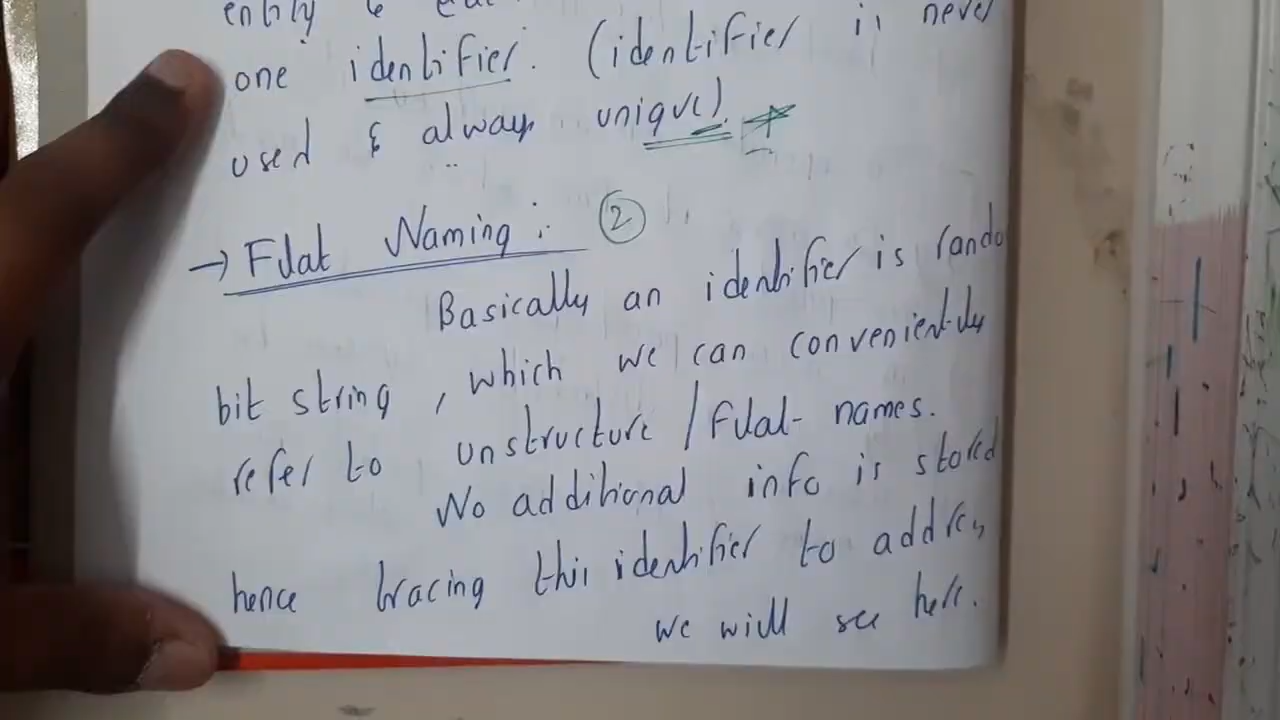 entity &
one identifier. (identifier is never
used & always unique).
→ Flat Naming: ②
Basically an identifier is rando
bit string, which we can conveniently
refer to unstructure / Flat names.
No additional info is stored
hence tracing this identifier to address
we will see here.